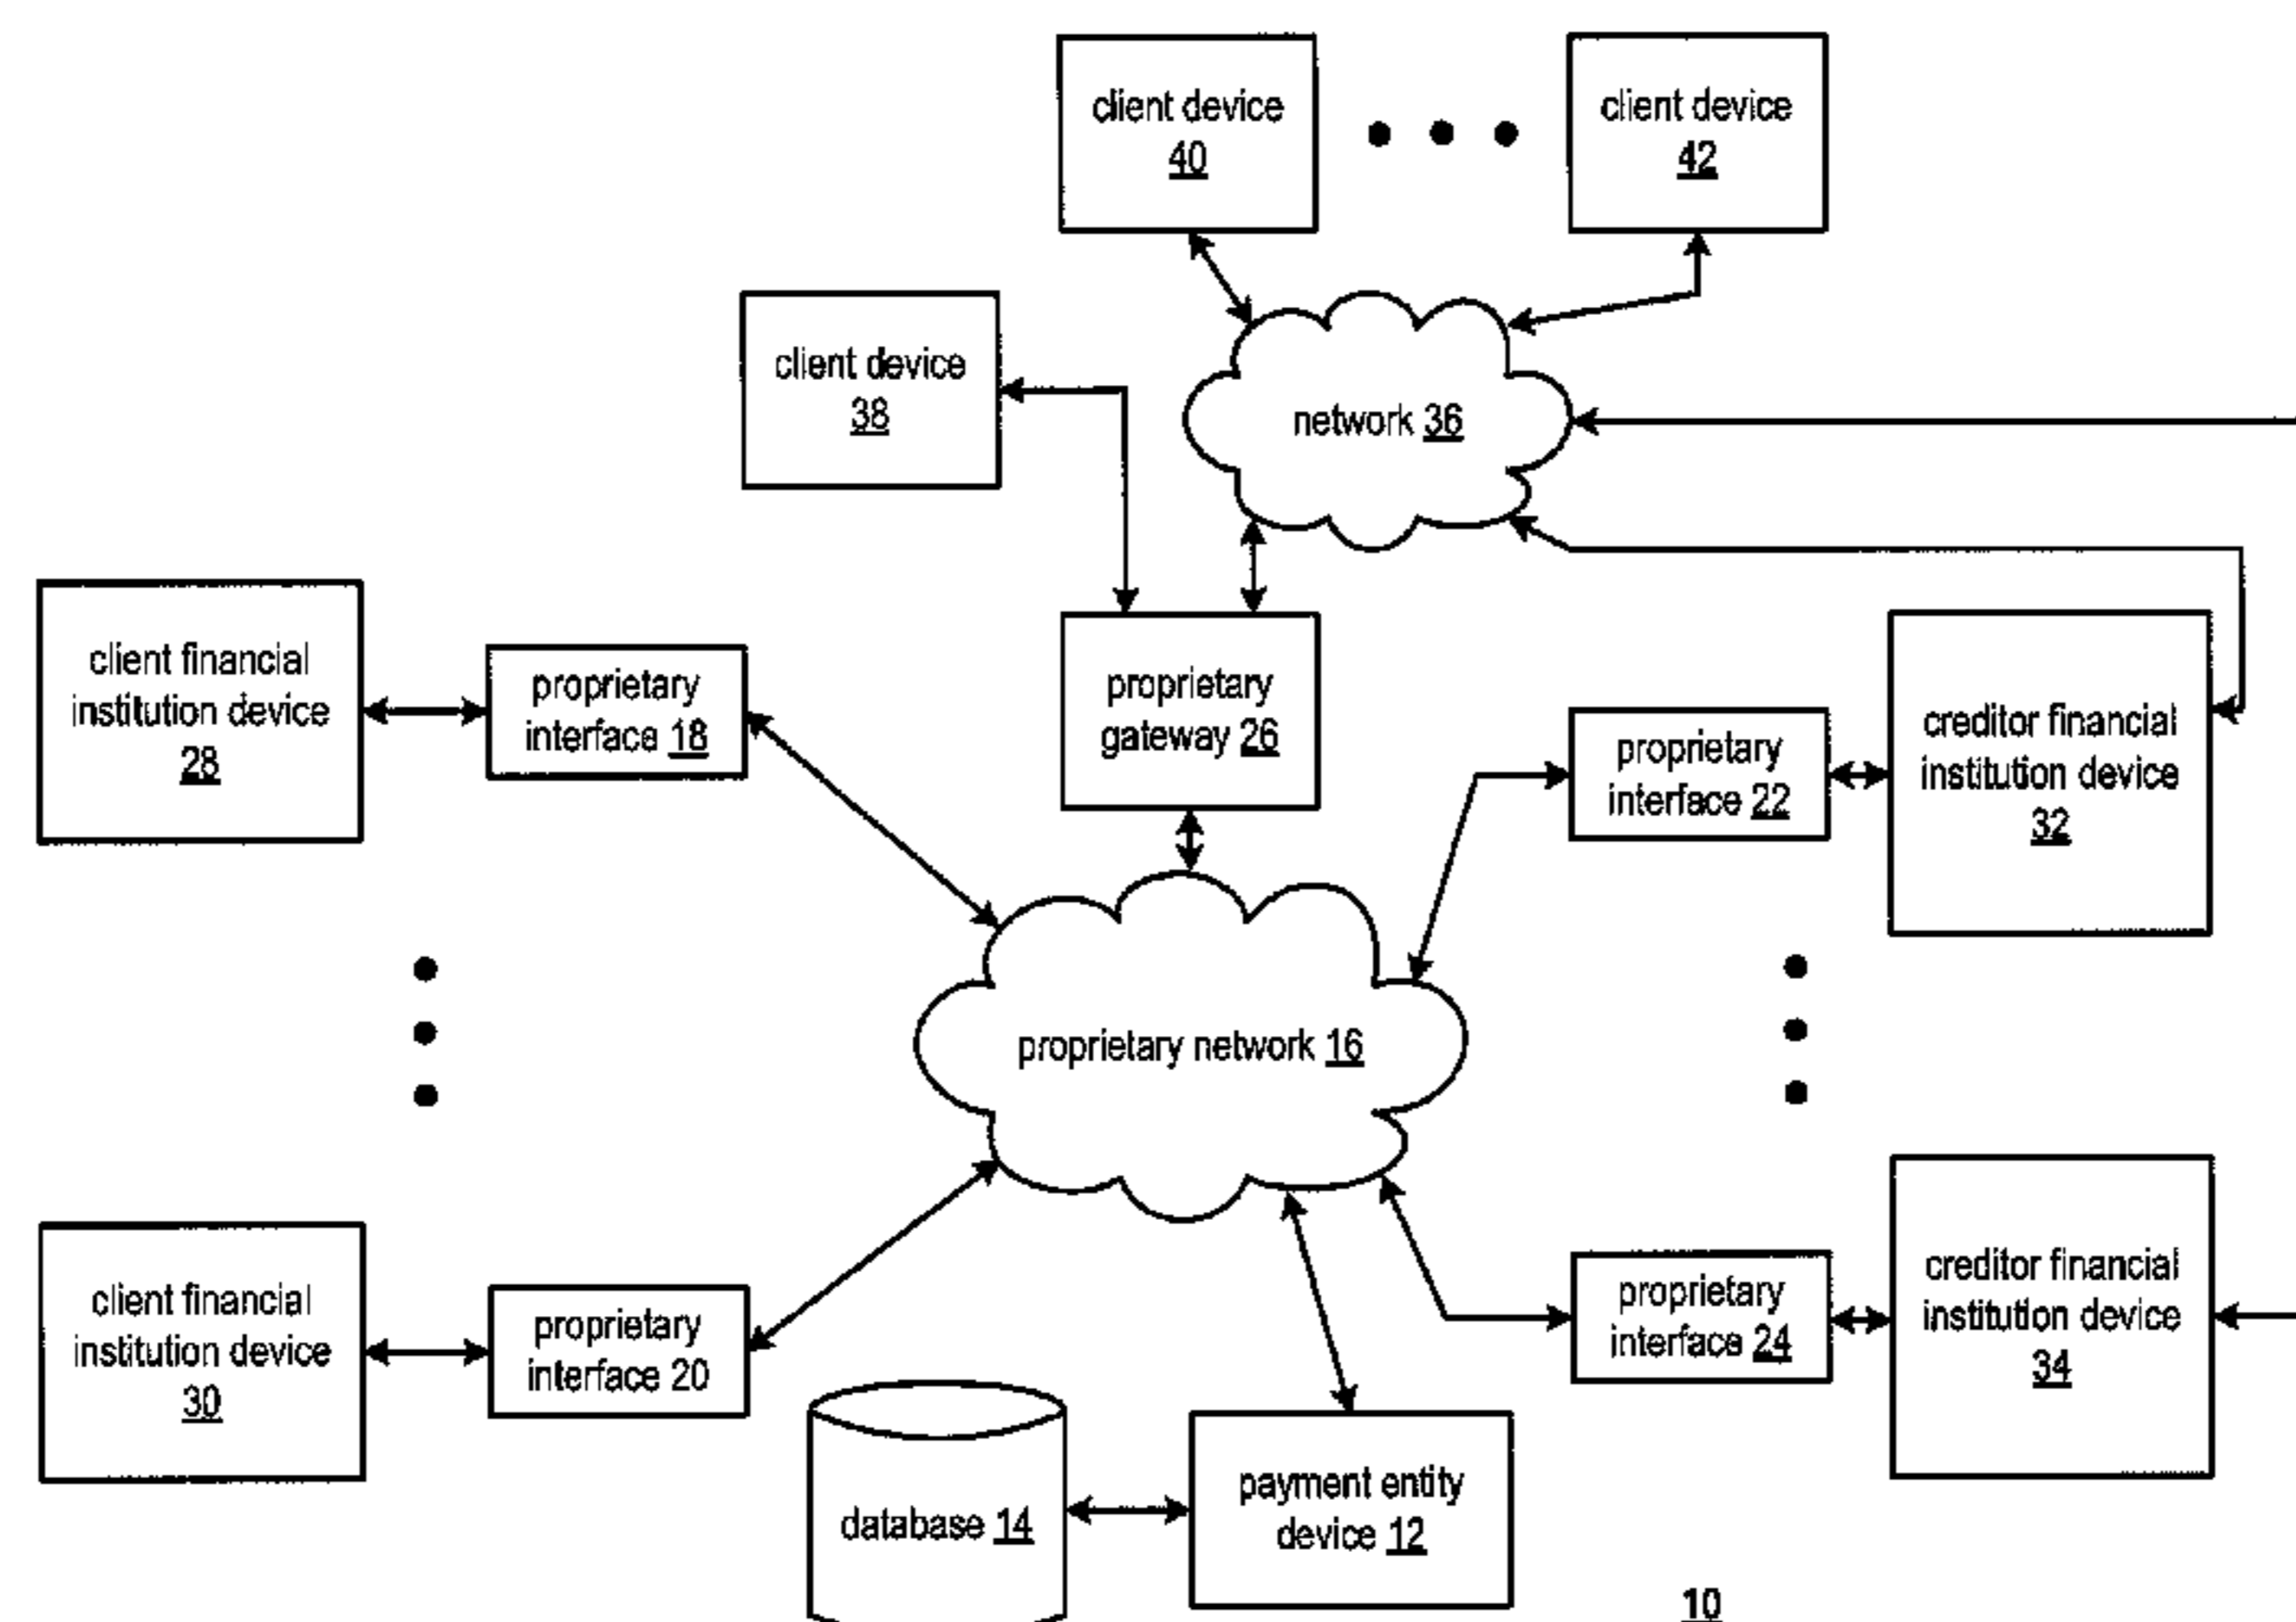 client device
40
client device
42
client device
38
network 36
client financial
institution device
28
proprietary
interface 18
proprietary
gateway 26
proprietary
interface 22
creditor financial
institution device
32
proprietary network 16
client financial
institution device
30
proprietary
interface 20
proprietary
interface 24
creditor financial
institution device
34
database 14
payment entity
device 12
10